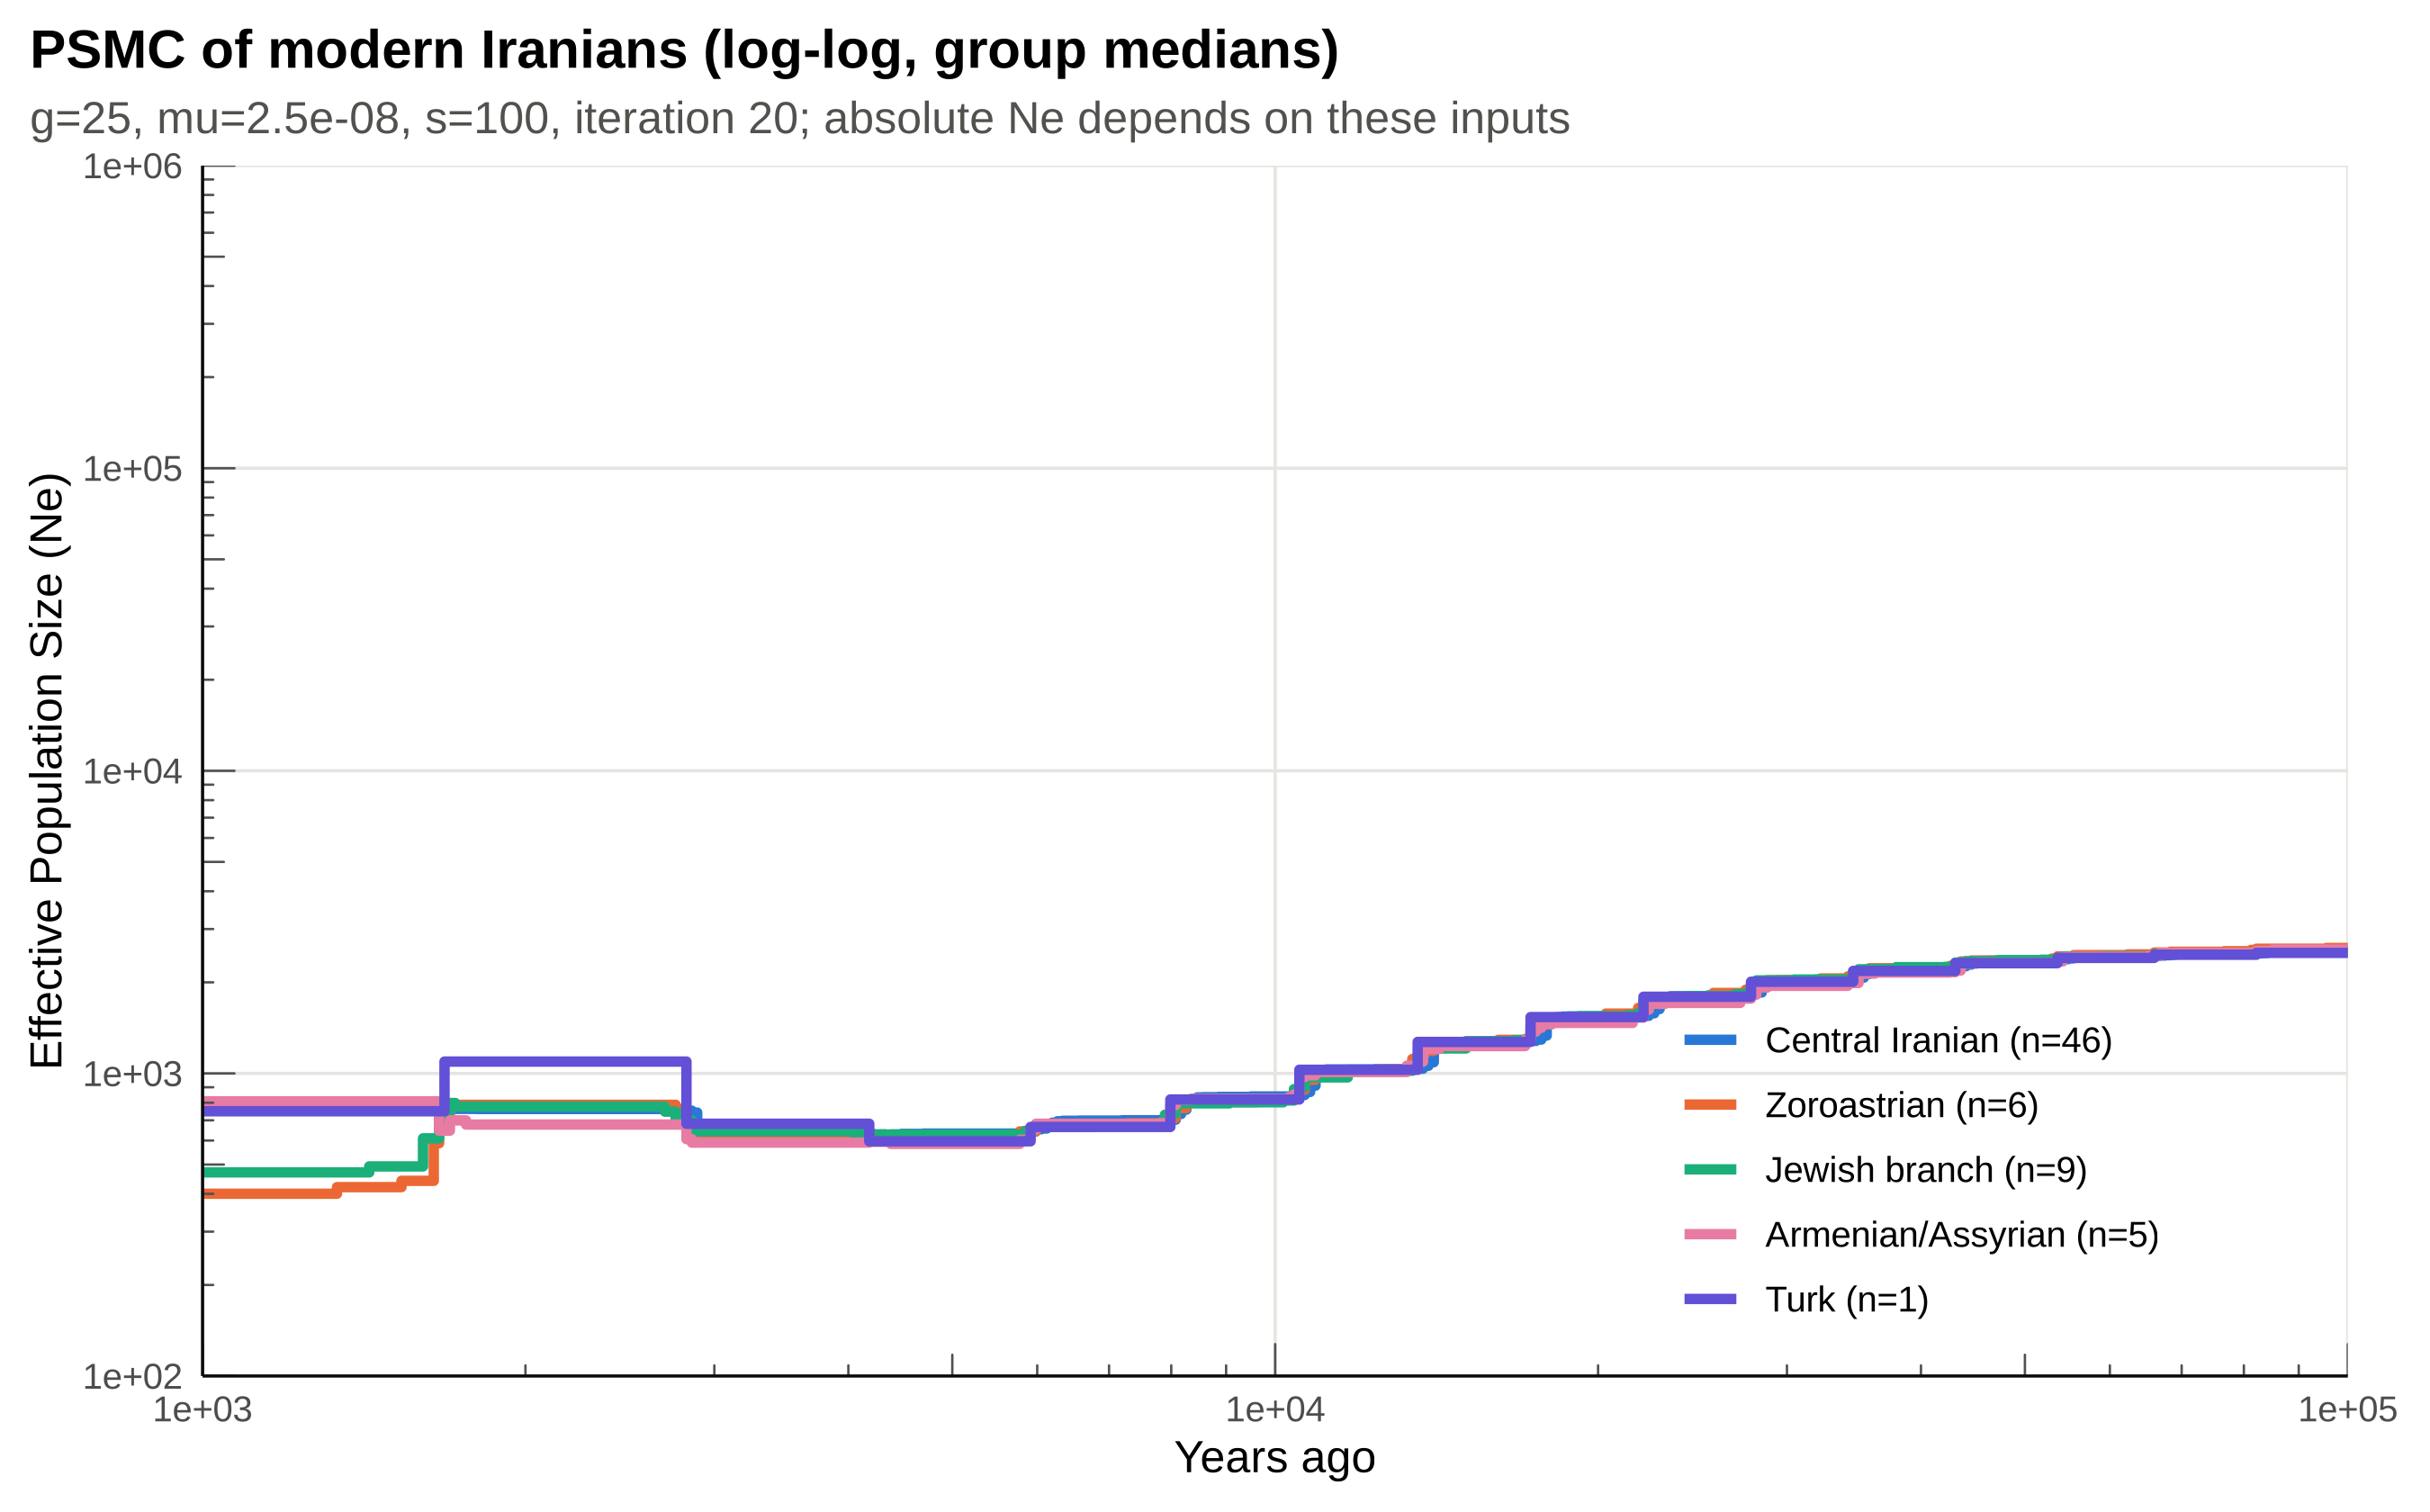 PSMC of modern Iranians (log-log, group medians)
g=25, mu=2.5e-08, s=100, iteration 20; absolute Ne depends on these inputs
1e+06
1e+05
1e+04
1e+03
1e+02
Effective Population Size (Ne)
Central Iranian (n=46)
Zoroastrian (n=6)
Jewish branch (n=9)
Armenian/Assyrian (n=5)
Turk (n=1)
1e+03
1e+04
1e+05
Years ago